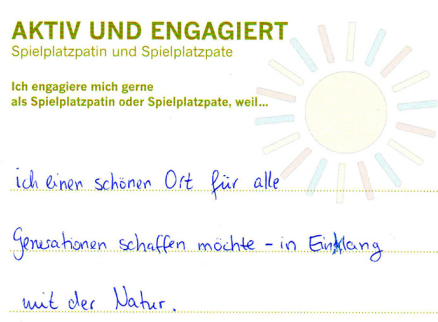 AKTIV UND ENGAGIERT
Spielplatzpatin und Spielplatzpate
Ich engagiere mich gerne
als Spielplatzpatin oder Spielplatzpate, weil...
ich einen schönen Ort für alle
Generationen schaffen möchte - in Einklang
mit der Natur.